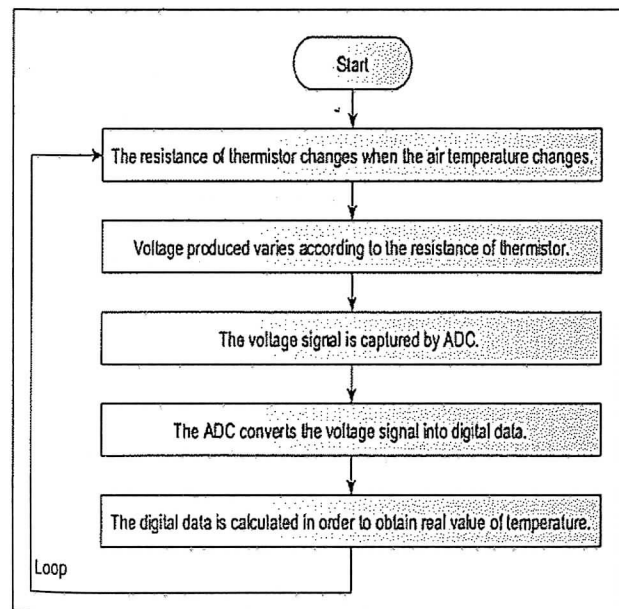 Start
The resistance of thermistor changes when the air temperature changes.
Voltage produced varies according to the resistance of thermistor.
The voltage signal is captured by ADC.
The ADC converts the voltage signal into digital data.
The digital data is calculated in order to obtain real value of temperature.
Loop